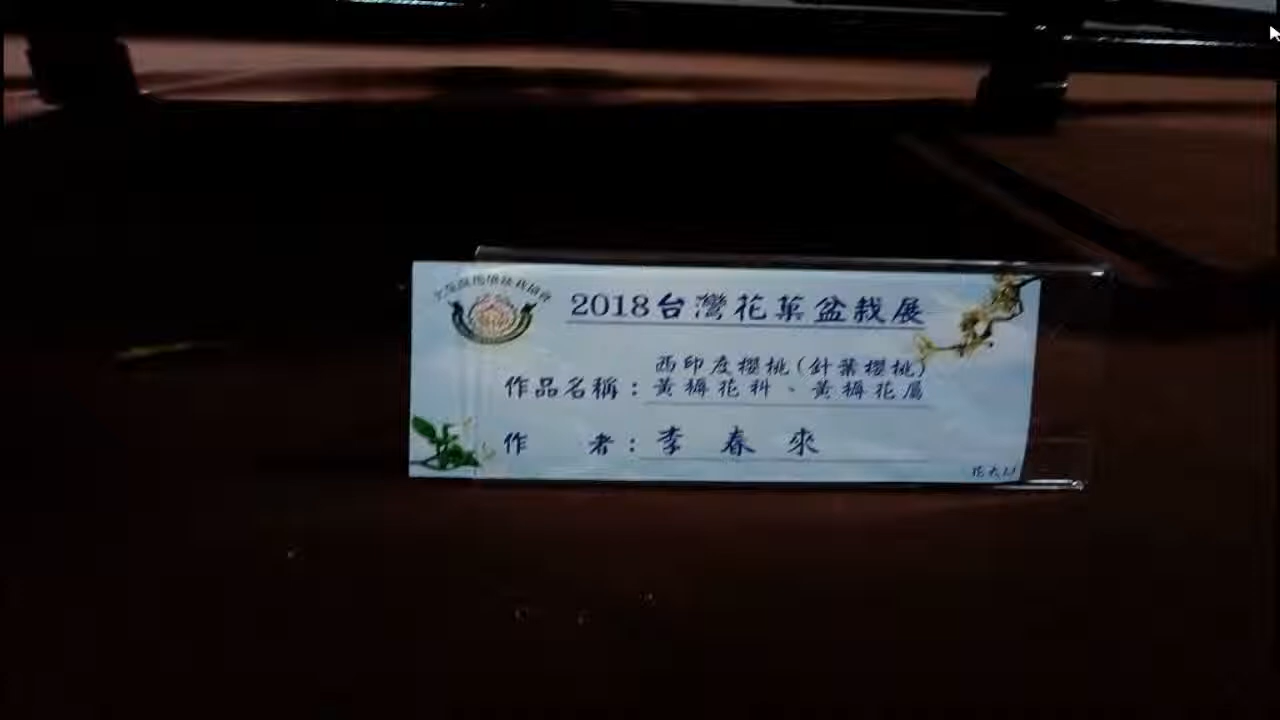 2018台灣花菓盆栽展
西印度櫻桃(針葉櫻桃)
作品名稱：黃褥花科、黃褥花屬
作 者：李 春 來